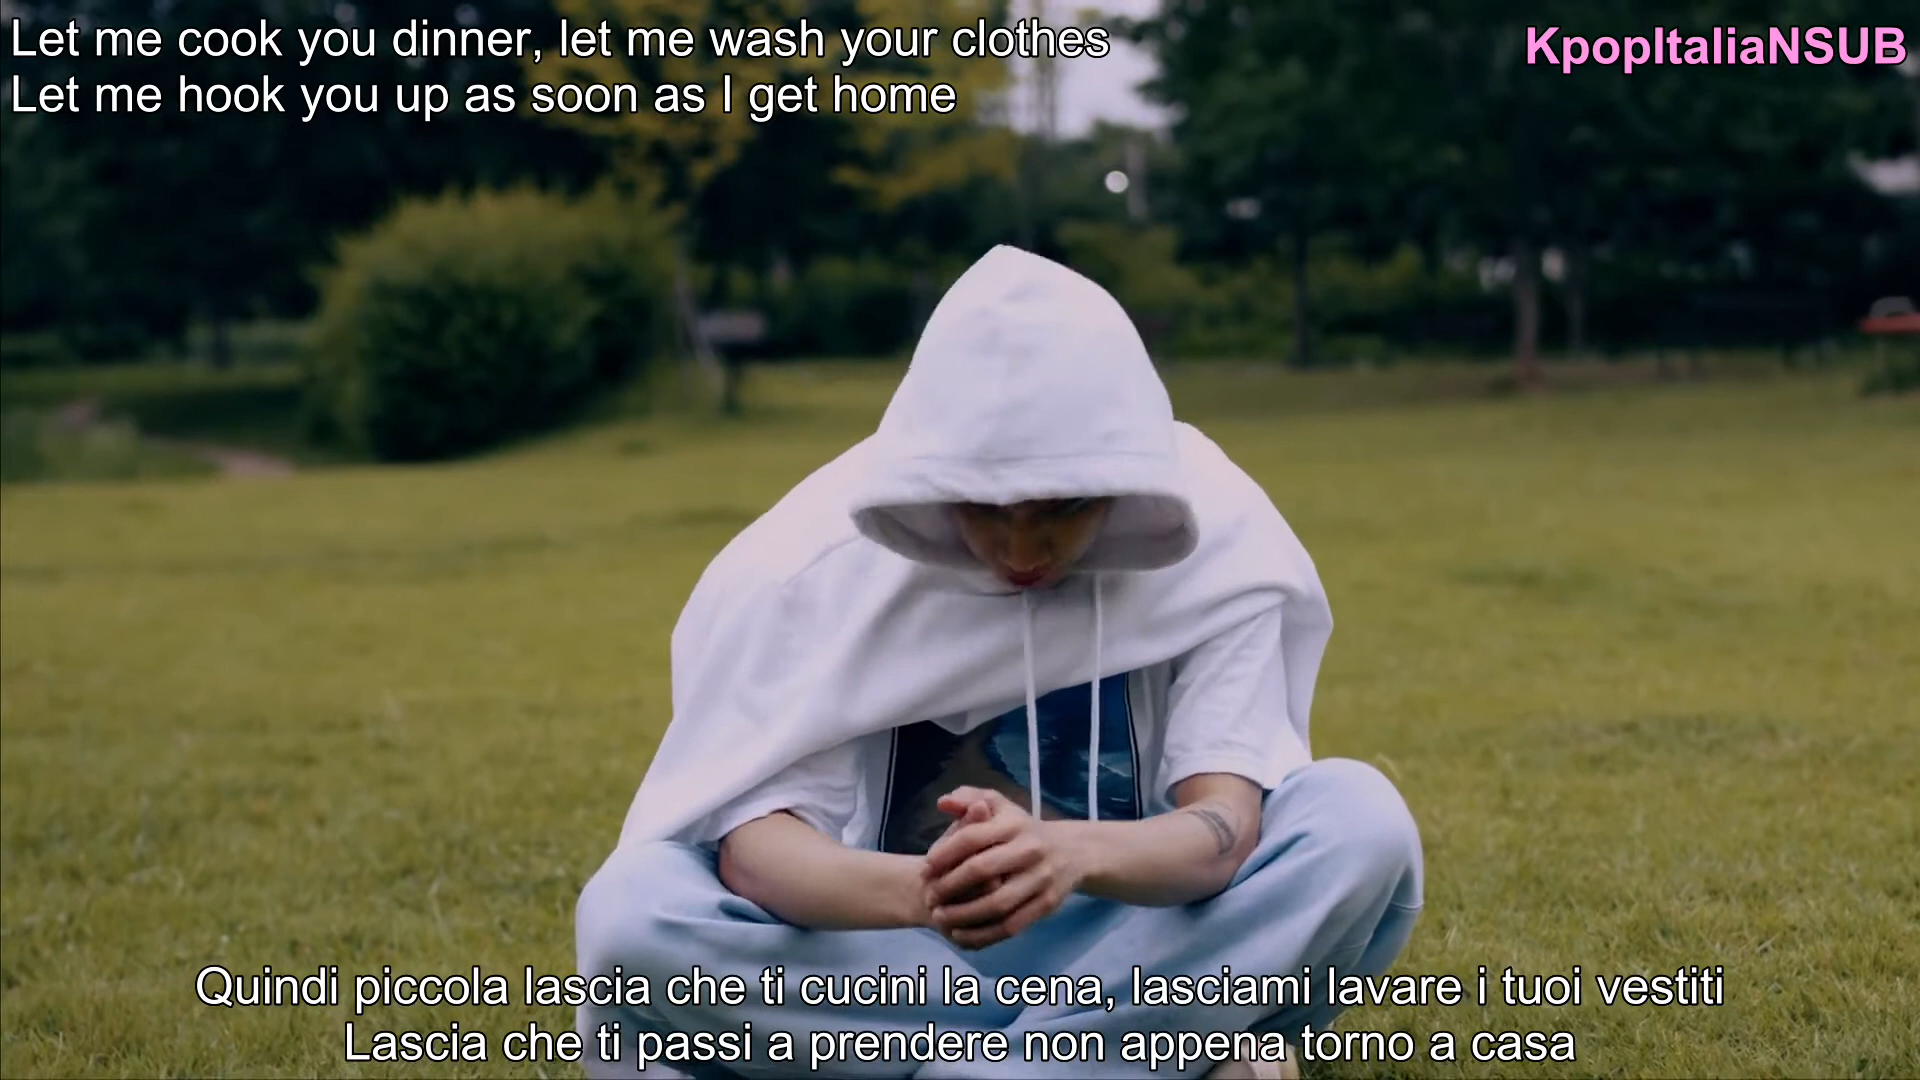 Let me cook you dinner, let me wash your clothes
Let me hook you up as soon as I get home
KpopItaliaNSUB
Quindi piccola lascia che ti cucini la cena, lasciami lavare i tuoi vestiti
Lascia che ti passi a prendere non appena torno a casa